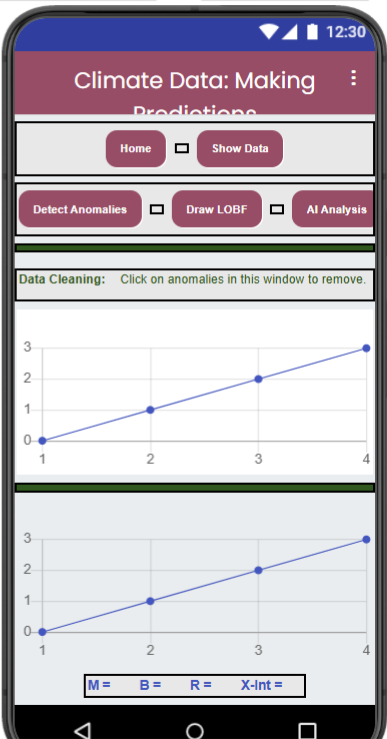 12:30
Climate Data: Making
Predictions
Home Show Data
Detect Anomalies Draw LOBF AI Analysis
Data Cleaning: Click on anomalies in this window to remove.
3
2
1
0
1 2 3 4
3
2
1
0
1 2 3 4
M = B = R = X-Int =